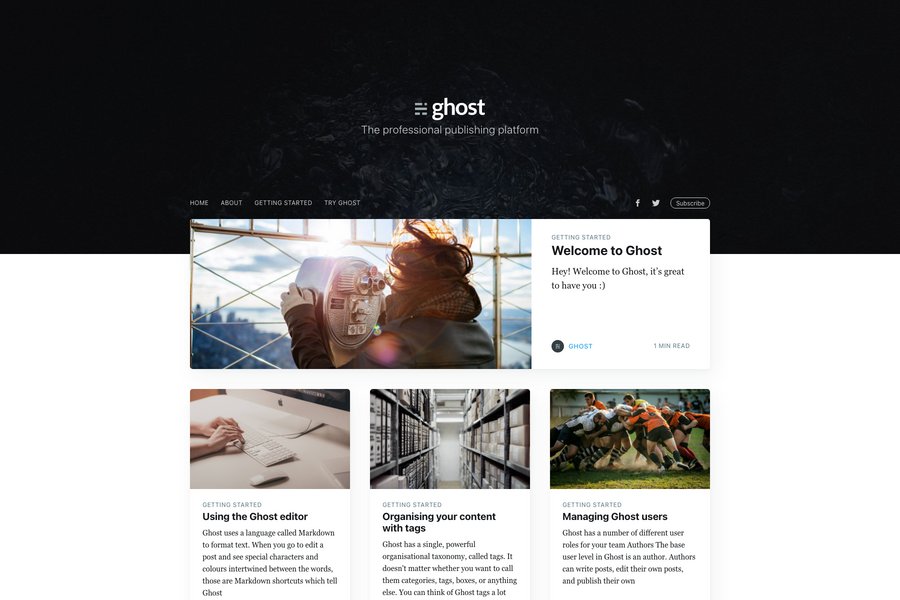 ghost
The professional publishing platform
HOME ABOUT GETTING STARTED TRY GHOST Subscribe
GETTING STARTED
Welcome to Ghost
Hey! Welcome to Ghost, it's great
to have you :)
GHOST 1 MIN READ
GETTING STARTED
Using the Ghost editor
Ghost uses a language called Markdown
to format text. When you go to edit a
post and see special characters and
colours intertwined between the words,
those are Markdown shortcuts which tell
Ghost
GETTING STARTED
Organising your content
with tags
Ghost has a single, powerful
organisational taxonomy, called tags. It
doesn't matter whether you want to call
them categories, tags, boxes, or anything
else. You can think of Ghost tags a lot
GETTING STARTED
Managing Ghost users
Ghost has a number of different user
roles for your team Authors The base
user level in Ghost is an author. Authors
can write posts, edit their own posts,
and publish their own